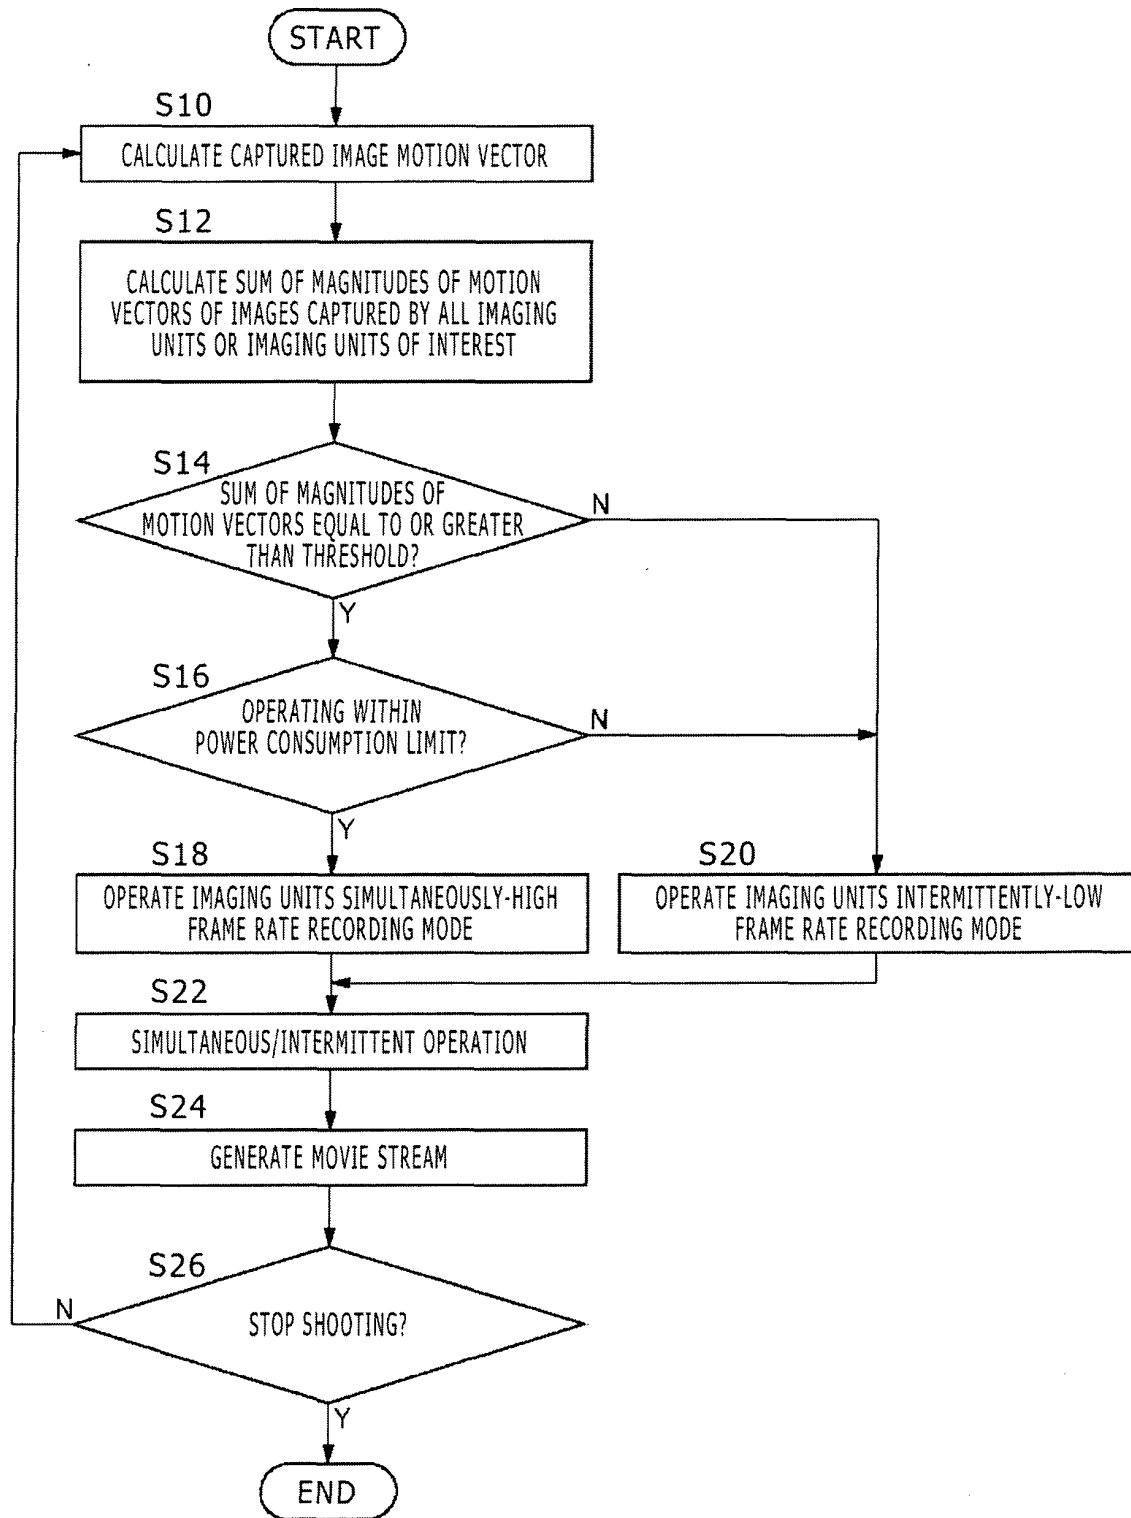 START
S10
CALCULATE CAPTURED IMAGE MOTION VECTOR
S12
CALCULATE SUM OF MAGNITUDES OF MOTION
VECTORS OF IMAGES CAPTURED BY ALL IMAGING
UNITS OR IMAGING UNITS OF INTEREST
S14
SUM OF MAGNITUDES OF
MOTION VECTORS EQUAL TO OR GREATER
THAN THRESHOLD?
N
Y
S16
OPERATING WITHIN
POWER CONSUMPTION LIMIT?
N
Y
S18
OPERATE IMAGING UNITS SIMULTANEOUSLY-HIGH
FRAME RATE RECORDING MODE
S20
OPERATE IMAGING UNITS INTERMITTENTLY-LOW
FRAME RATE RECORDING MODE
S22
SIMULTANEOUS/INTERMITTENT OPERATION
S24
GENERATE MOVIE STREAM
S26
STOP SHOOTING?
N
Y
END